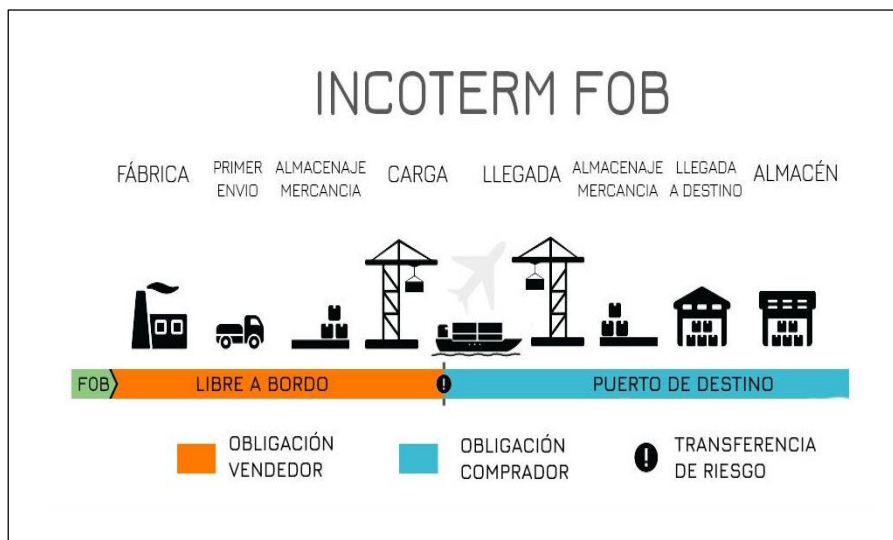 INCOTERM FOB
FÁBRICA
PRIMER
ENVIO
ALMACENAJE
MERCANCIA
CARGA
LLEGADA
ALMACENAJE
MERCANCIA
LLEGADA
A DESTINO
ALMACÉN
FOB
LIBRE A BORDO
!
PUERTO DE DESTINO
OBLIGACIÓN
VENDEDOR
OBLIGACIÓN
COMPRADOR
!
TRANSFERENCIA
DE RIESGO